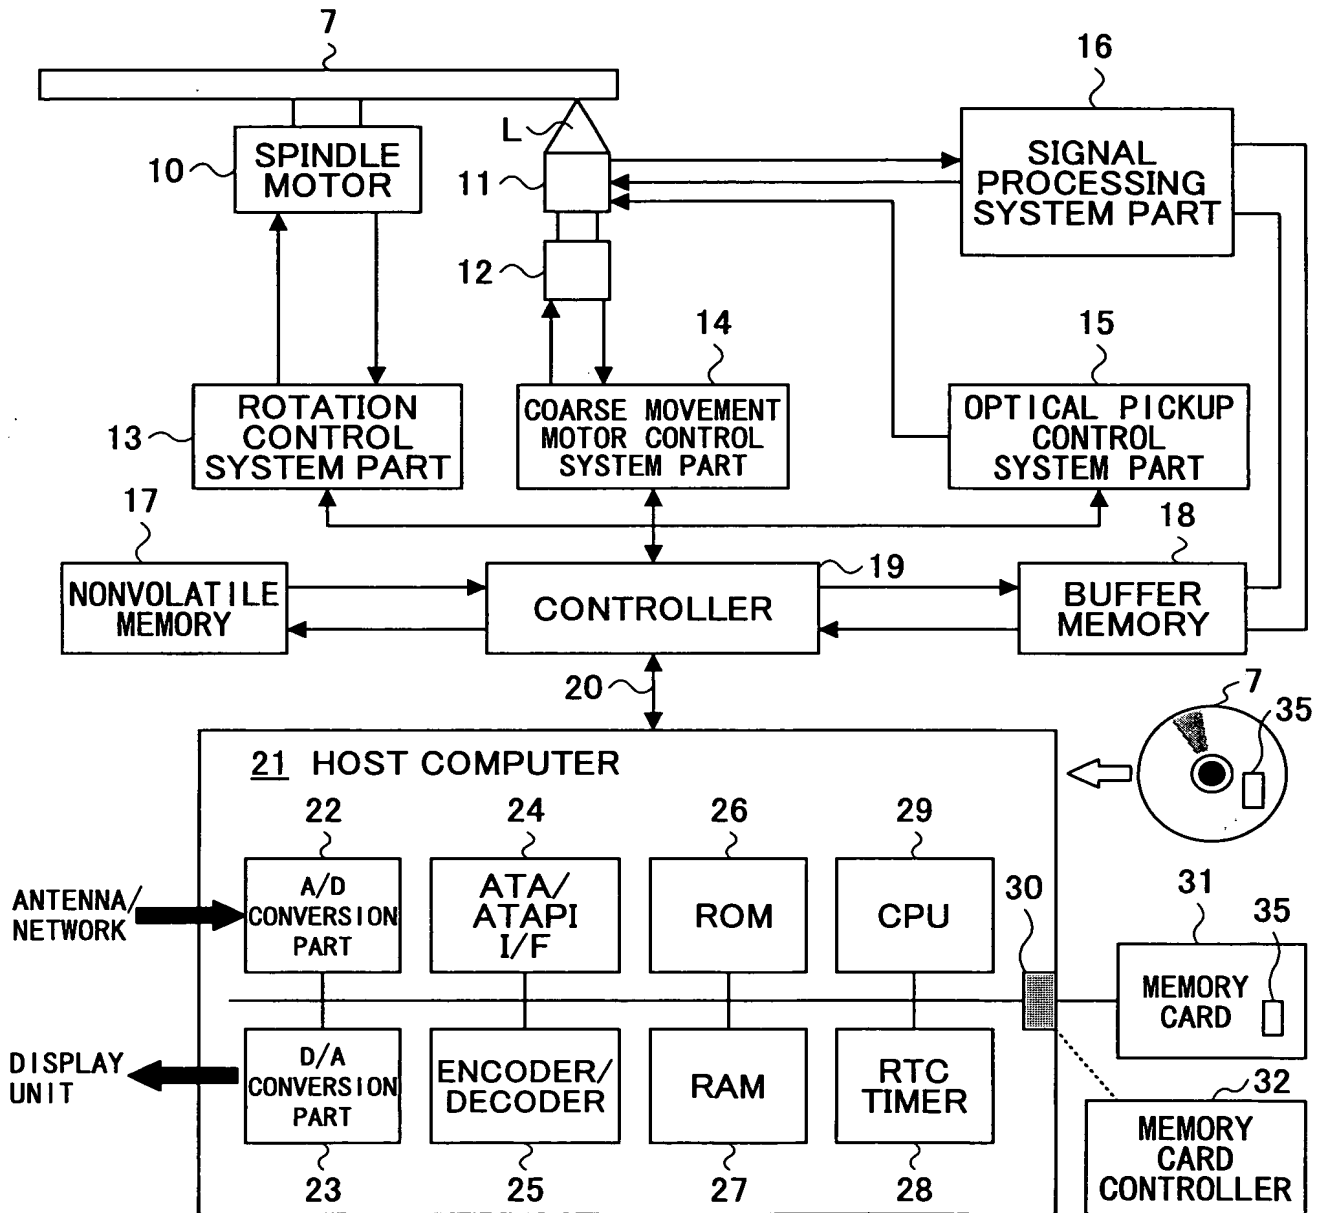 7
16
L
10
SPINDLE
MOTOR
11
SIGNAL
PROCESSING
SYSTEM PART
12
14
15
13
ROTATION
CONTROL
SYSTEM PART
COARSE MOVEMENT
MOTOR CONTROL
SYSTEM PART
OPTICAL PICKUP
CONTROL
SYSTEM PART
17
18
19
NONVOLATILE
MEMORY
CONTROLLER
BUFFER
MEMORY
20
7
35
21 HOST COMPUTER
22
24
26
29
30
31
35
ANTENNA/
NETWORK
A/D
CONVERSION
PART
ATA/
ATAPI
I/F
ROM
CPU
MEMORY
CARD
DISPLAY
UNIT
D/A
CONVERSION
PART
ENCODER/
DECODER
RAM
RTC
TIMER
32
MEMORY
CARD
CONTROLLER
23
25
27
28